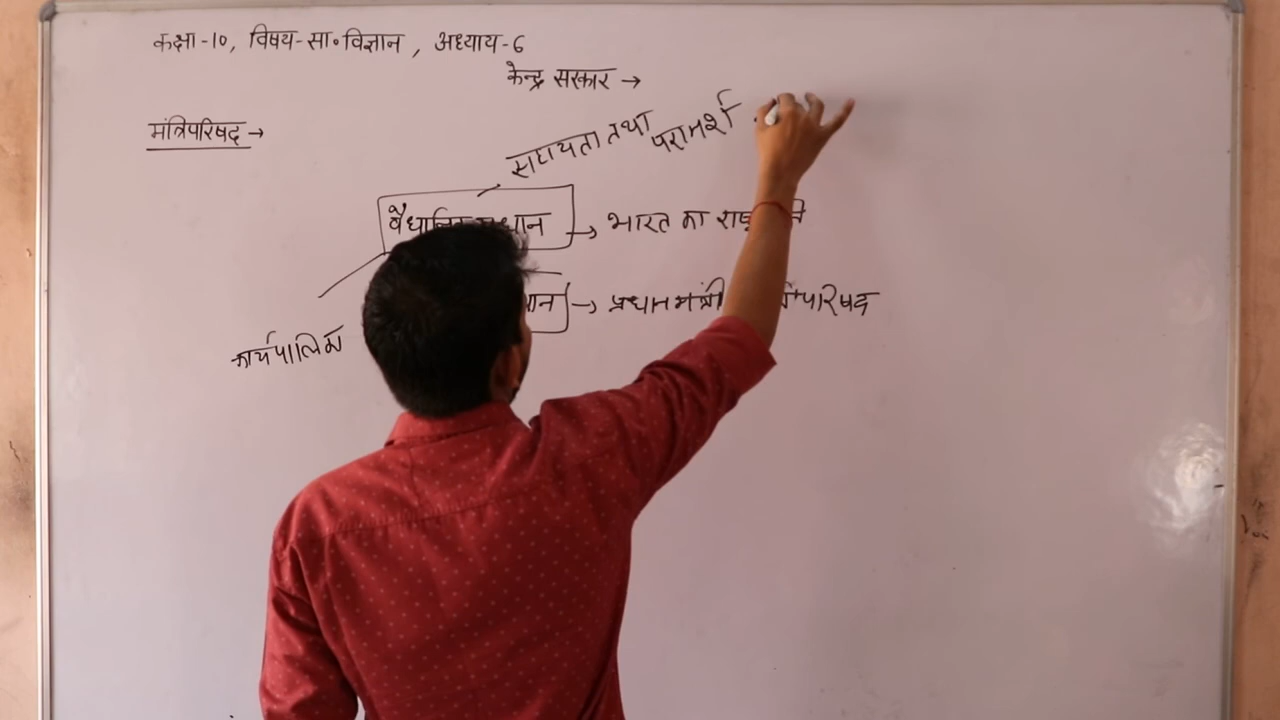 कक्षा -10, विषय- सा॰ विज्ञान , अध्याय -6
केन्द्र सरकार →
मंत्रिपरिषद →
सहायता तथा परामर्श
→ भारत का
→ प्रधानमंत्री
कार्यपालिका